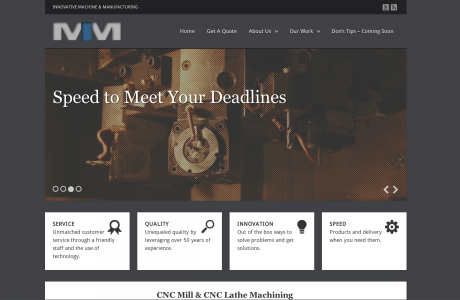 INNOVATIVE MACHINE & MANUFACTURING
MIM
Home Get A Quote About Us Our Work Don's Tips – Coming Soon
Speed to Meet Your Deadlines
SERVICE
Unmatched customer
service through a friendly
staff and the use of
technology.
QUALITY
Unequaled quality by
leveraging over 50 years of
experience.
INNOVATION
Out of the box ways to
solve problems and get
solutions.
SPEED
Products and delivery
when you need them.
CNC Mill & CNC Lathe Machining